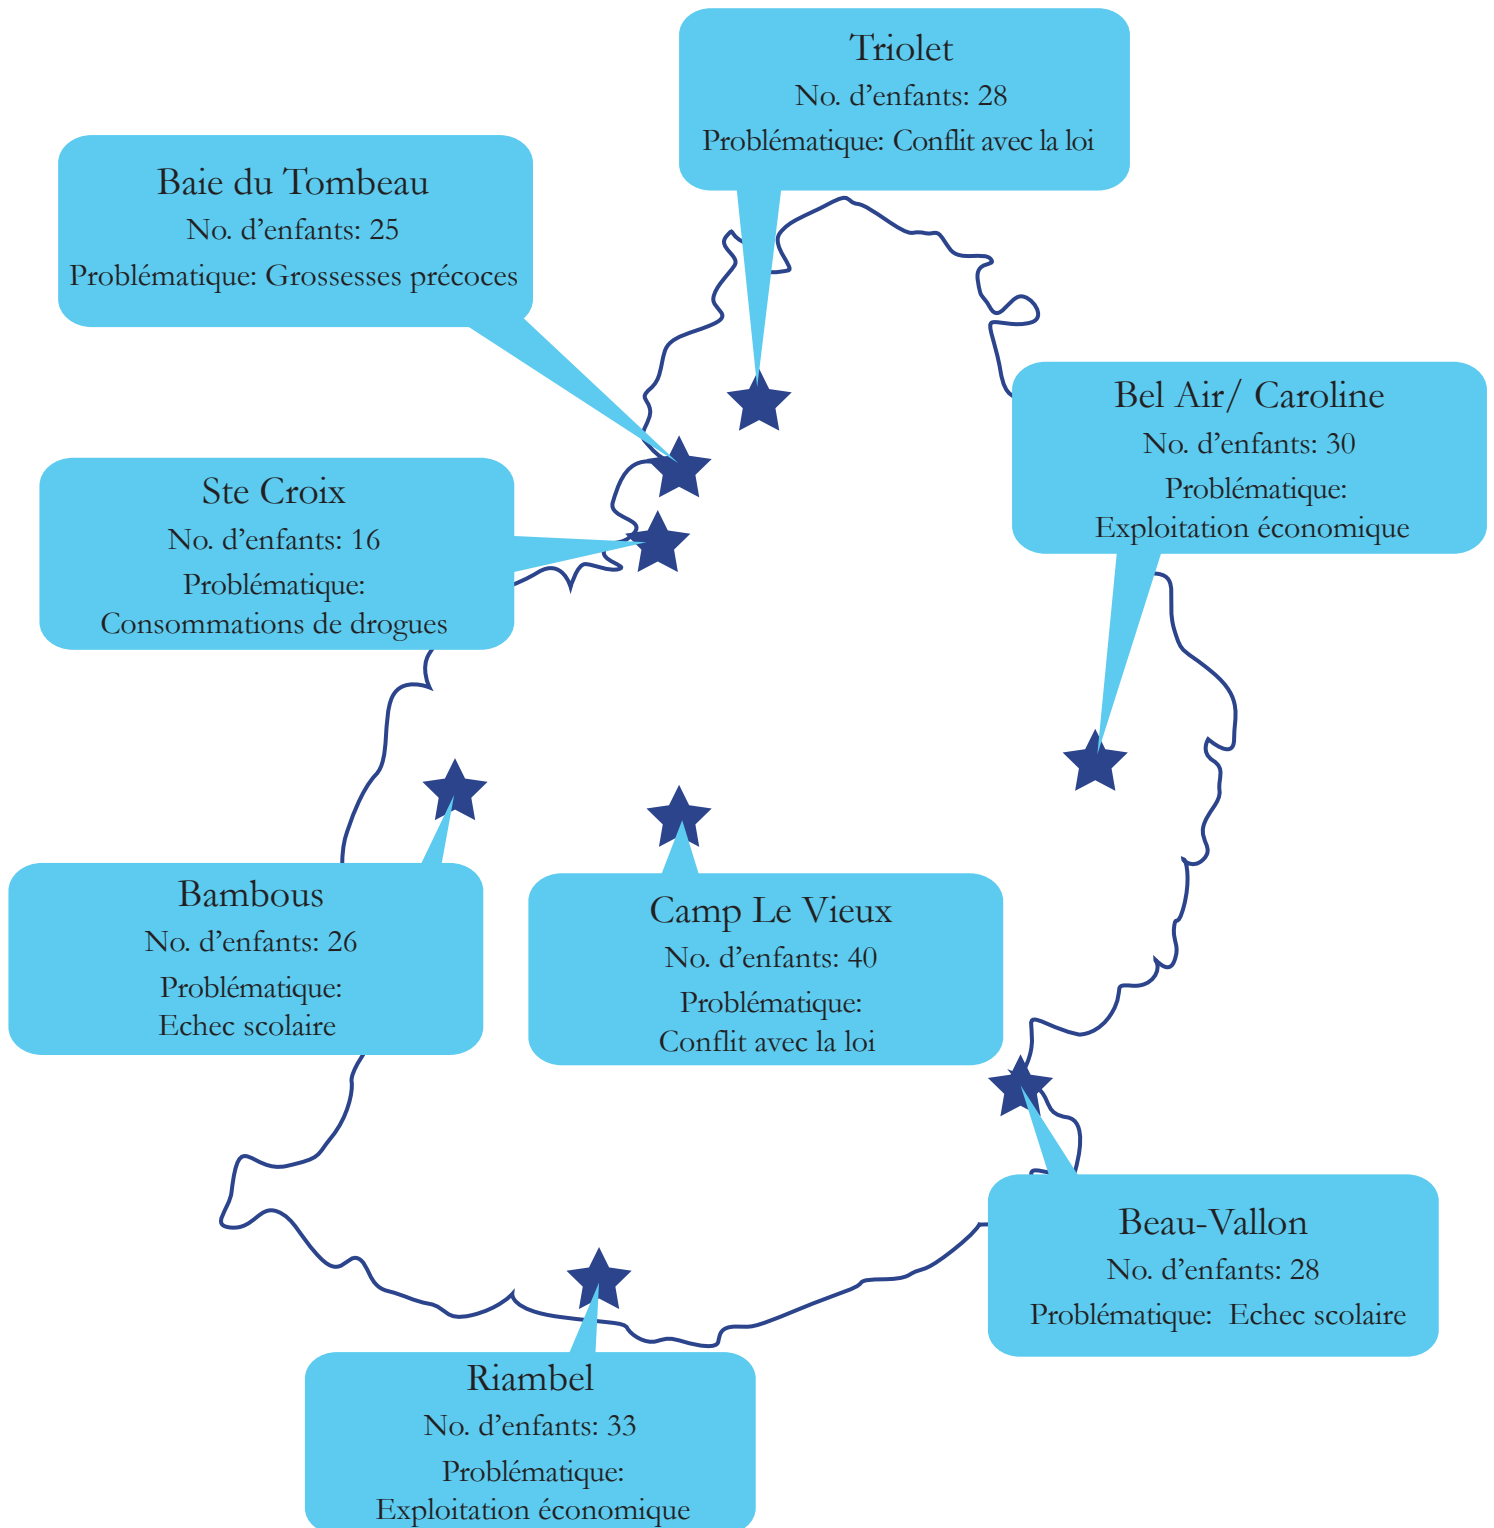 Triolet
No. d’enfants: 28
Problématique: Conflit avec la loi
Baie du Tombeau
No. d’enfants: 25
Problématique: Grossesses précoces
Bel Air/ Caroline
No. d’enfants: 30
Problématique:
Exploitation économique
Ste Croix
No. d’enfants: 16
Problématique:
Consommations de drogues
Bambous
No. d’enfants: 26
Problématique:
Echec scolaire
Camp Le Vieux
No. d’enfants: 40
Problématique:
Conflit avec la loi
Beau-Vallon
No. d’enfants: 28
Problématique: Echec scolaire
Riambel
No. d’enfants: 33
Problématique:
Exploitation économique